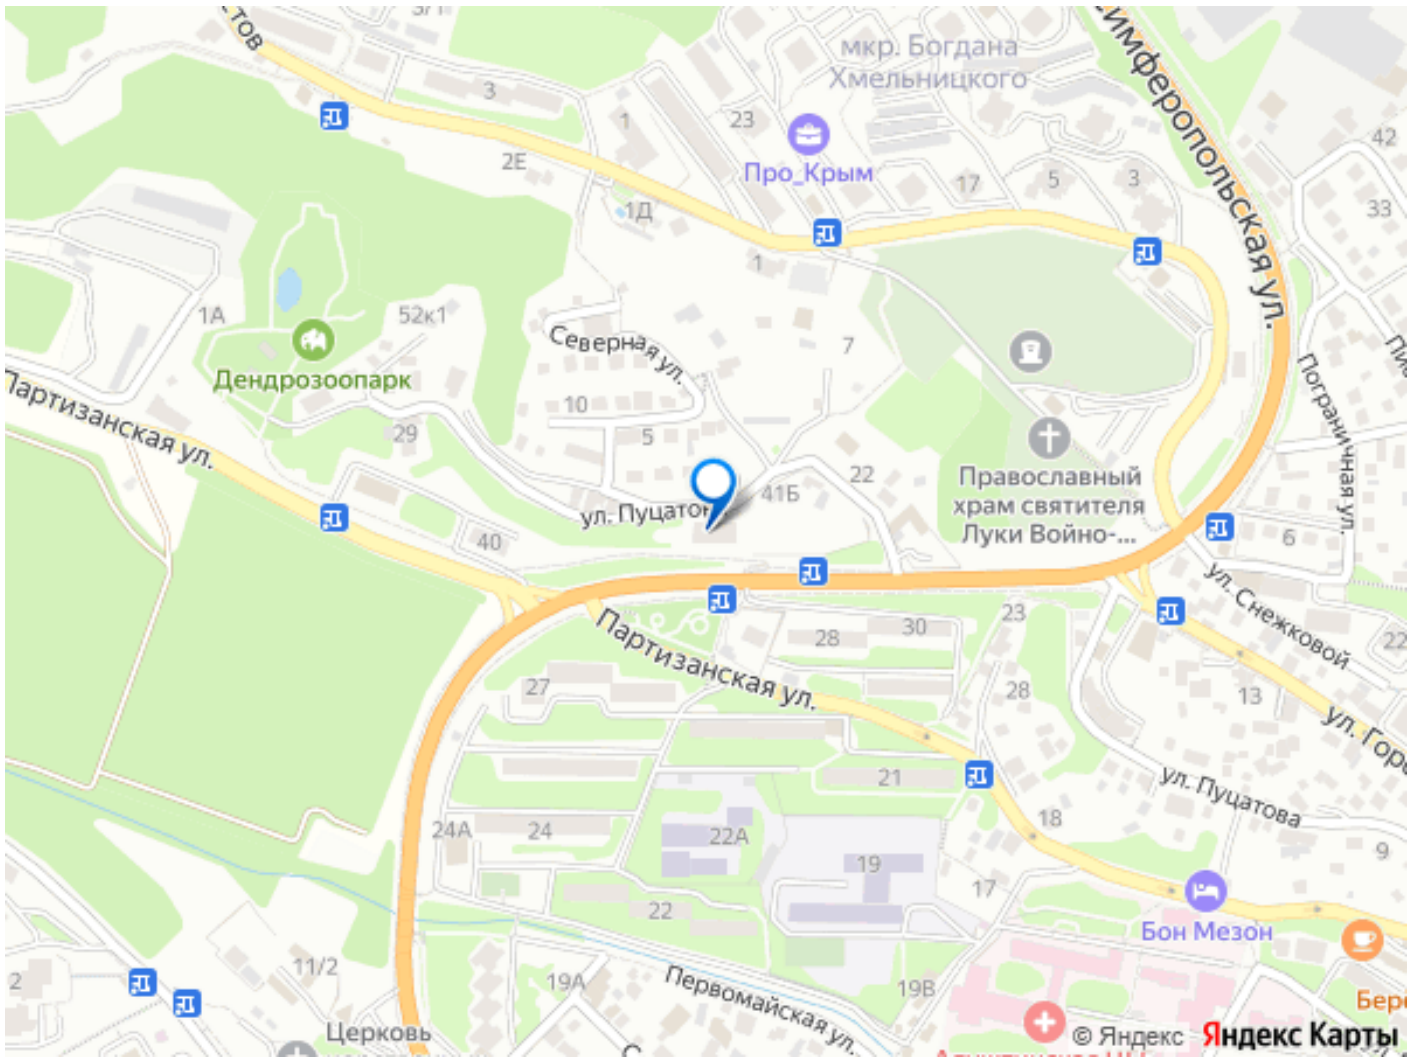 3/1
мкр. Богдана
Хмельницкого
3
1
23
2Е
Про_Крым
42
17
5
3
33
1Д
Симферопольская ул.
1
1А
52к1
Северная ул.
7
Дендрозоопарк
Партизанская ул.
10
29
5
22
Пограничная ул.
Православный
храм святителя
Луки Войно-...
41Б
ул. Пуцатова
40
6
ул. Снежковой
23
28
30
22
Партизанская ул.
27
28
13
21
ул. Пуцатова
18
24А
24
22А
19
9
17
22
Бон Мезон
11/2
2
19А
Первомайская ул.
19В
Церковь
© Яндекс
Яндекс Карты